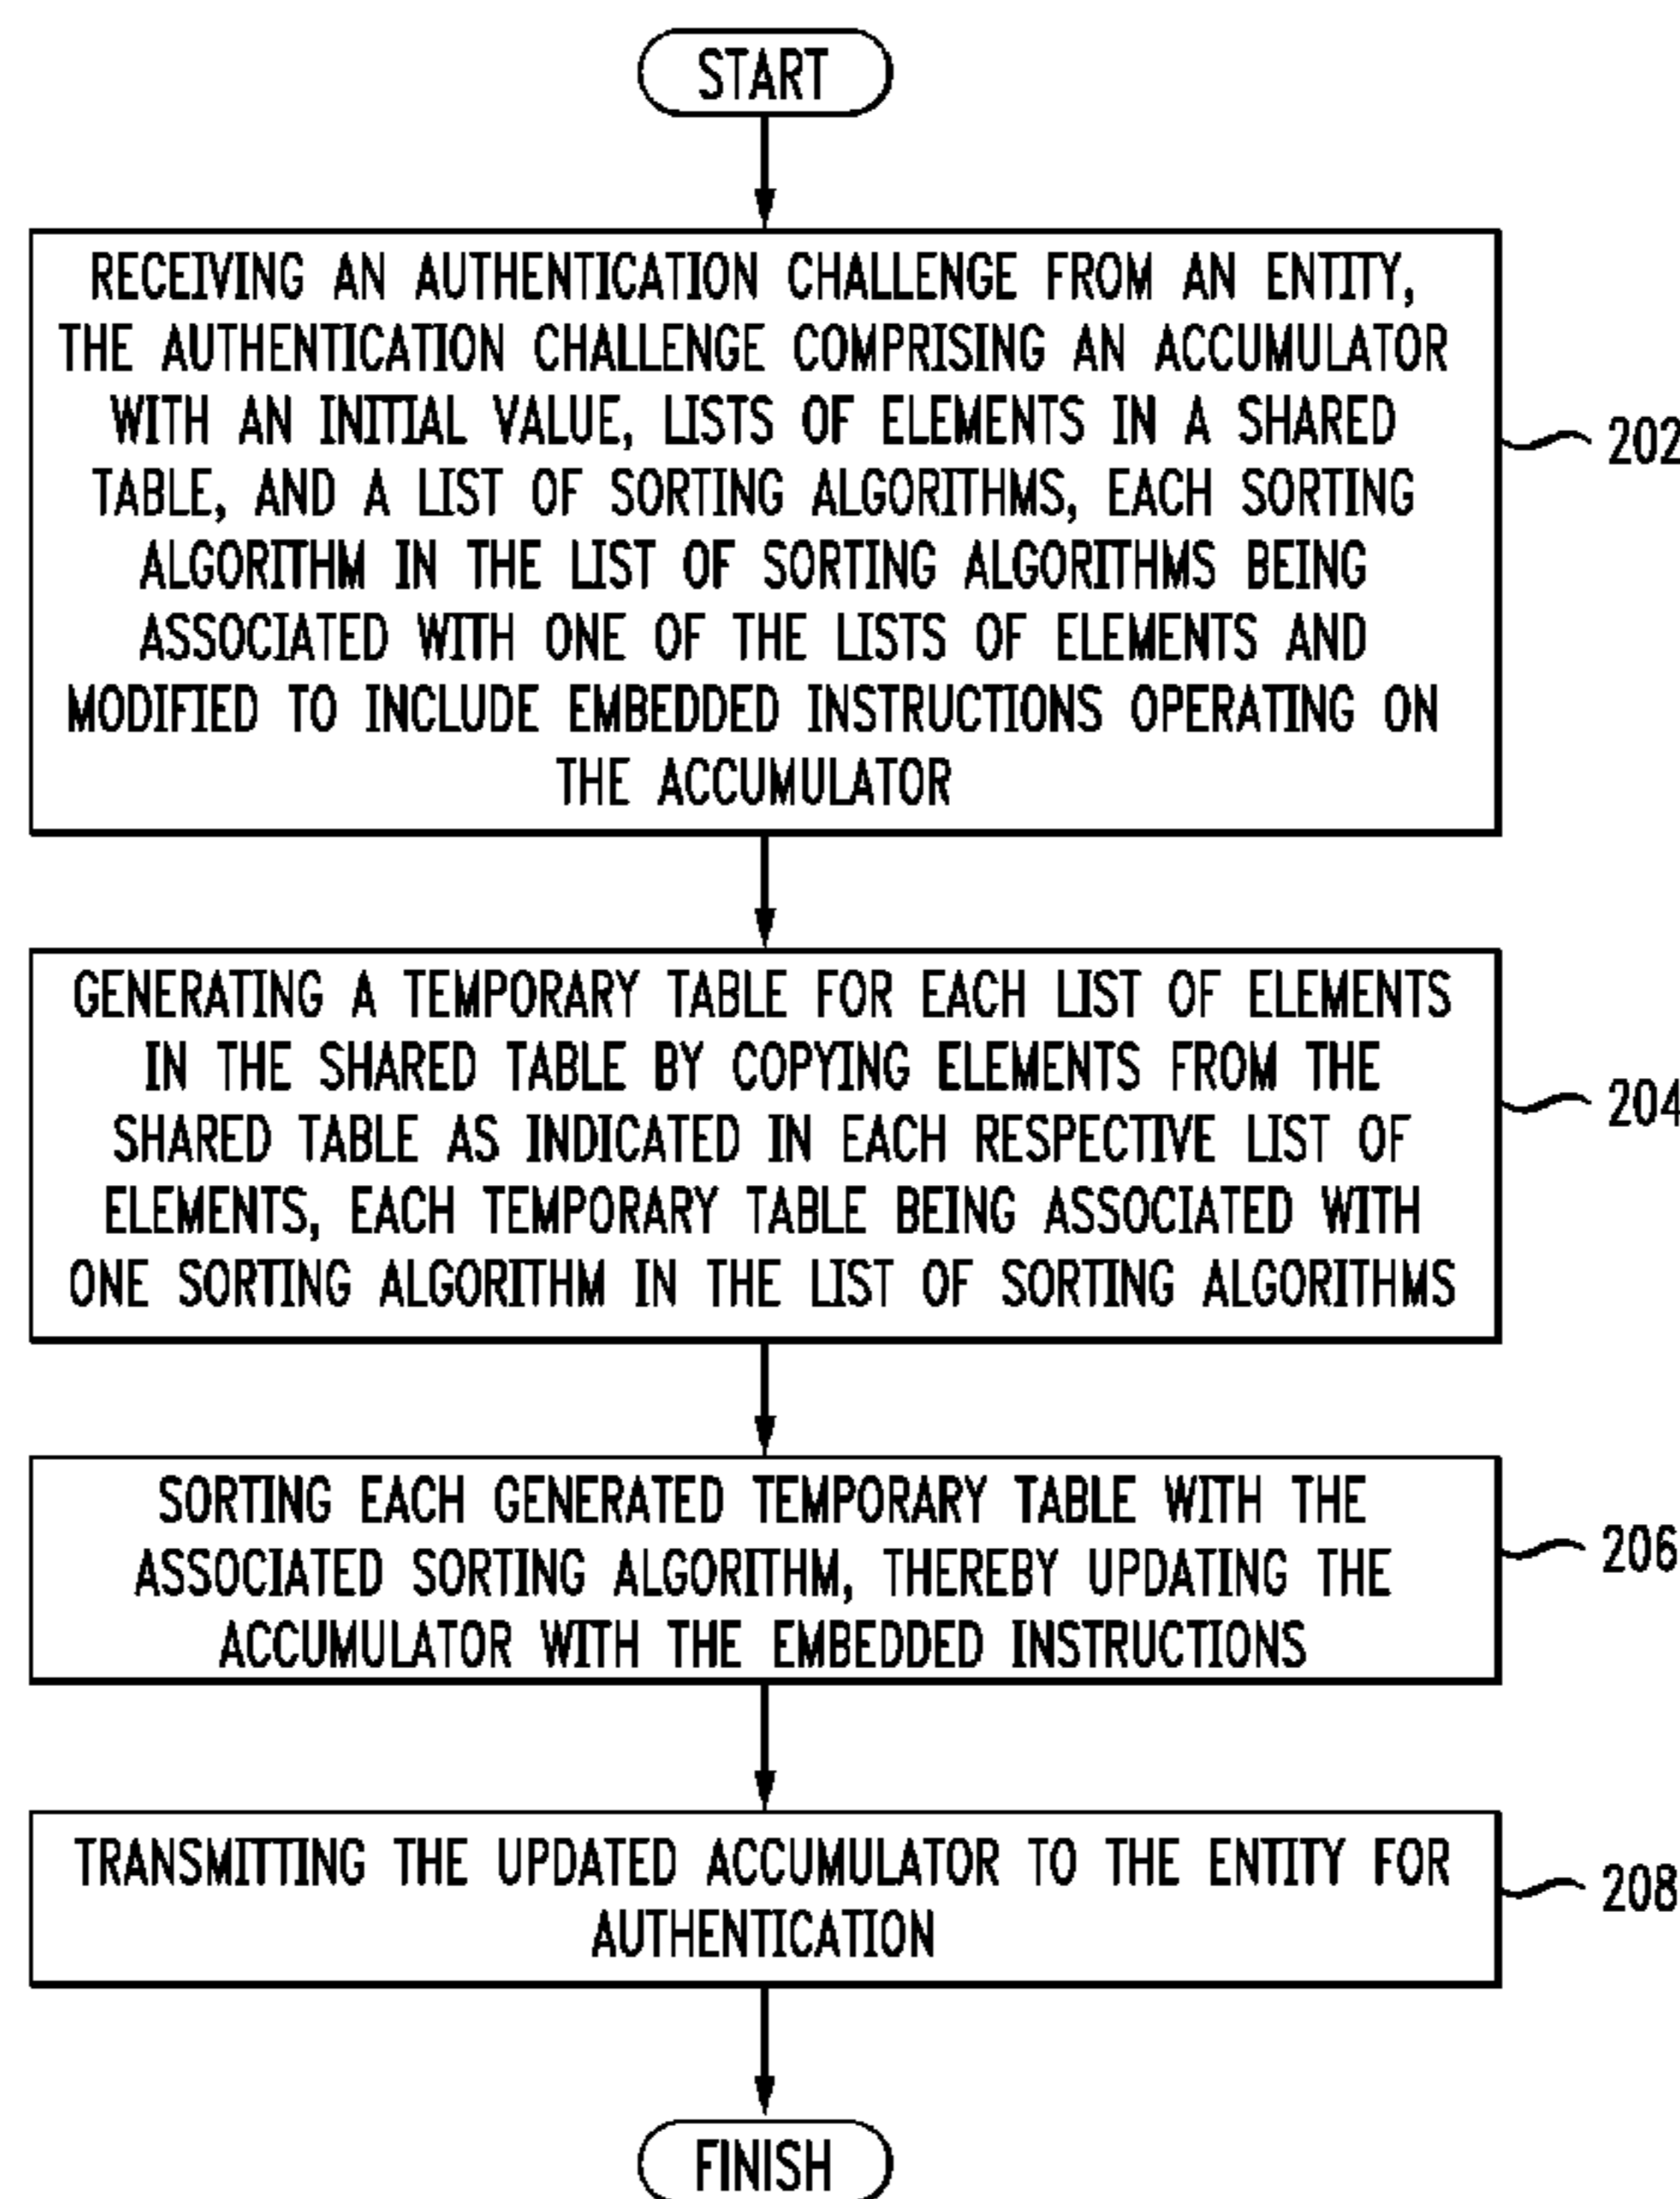 START
RECEIVING AN AUTHENTICATION CHALLENGE FROM AN ENTITY,
THE AUTHENTICATION CHALLENGE COMPRISING AN ACCUMULATOR
WITH AN INITIAL VALUE, LISTS OF ELEMENTS IN A SHARED
TABLE, AND A LIST OF SORTING ALGORITHMS, EACH SORTING
ALGORITHM IN THE LIST OF SORTING ALGORITHMS BEING
ASSOCIATED WITH ONE OF THE LISTS OF ELEMENTS AND
MODIFIED TO INCLUDE EMBEDDED INSTRUCTIONS OPERATING ON
THE ACCUMULATOR
202
GENERATING A TEMPORARY TABLE FOR EACH LIST OF ELEMENTS
IN THE SHARED TABLE BY COPYING ELEMENTS FROM THE
SHARED TABLE AS INDICATED IN EACH RESPECTIVE LIST OF
ELEMENTS, EACH TEMPORARY TABLE BEING ASSOCIATED WITH
ONE SORTING ALGORITHM IN THE LIST OF SORTING ALGORITHMS
204
SORTING EACH GENERATED TEMPORARY TABLE WITH THE
ASSOCIATED SORTING ALGORITHM, THEREBY UPDATING THE
ACCUMULATOR WITH THE EMBEDDED INSTRUCTIONS
206
TRANSMITTING THE UPDATED ACCUMULATOR TO THE ENTITY FOR
AUTHENTICATION
208
FINISH